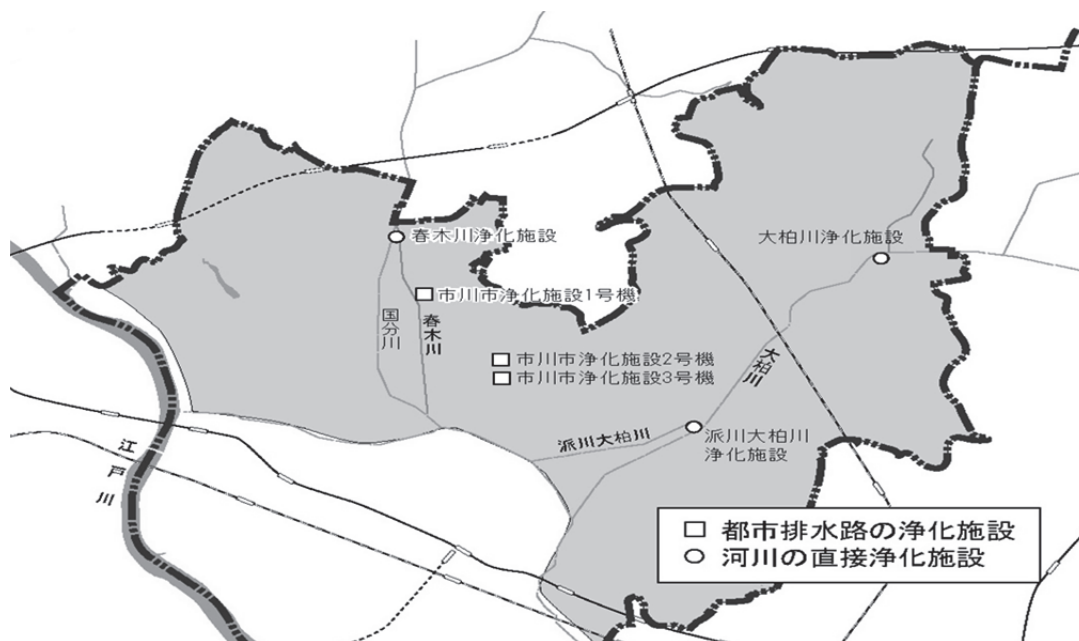 春木川浄化施設
大柏川浄化施設
市川市浄化施設1号機
国分川
春木川
市川市浄化施設2号機
市川市浄化施設3号機
大柏川
派川大柏川
派川大柏川
浄化施設
江戸川
都市排水路の浄化施設
河川の直接浄化施設